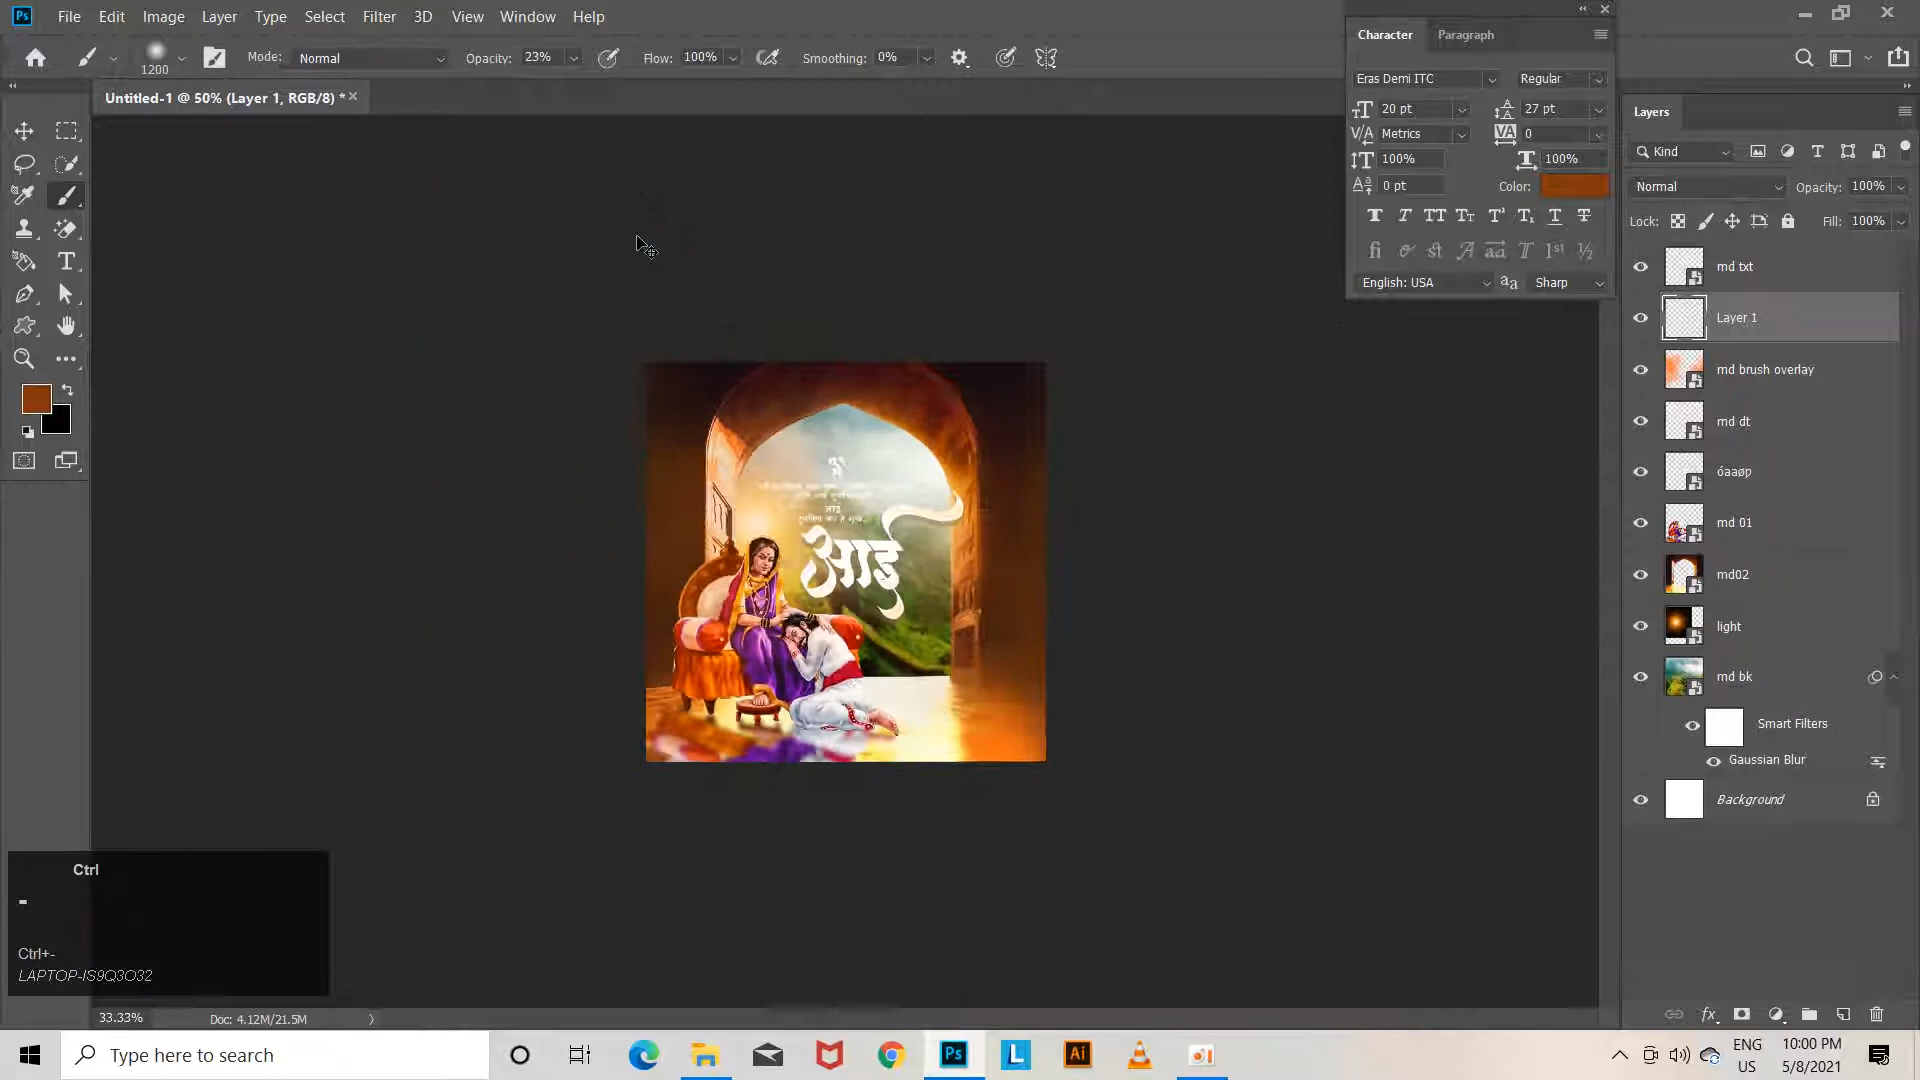 Ps File Edit Image Layer Type Select Filter 3D View Window Help
1200 Mode: Normal Opacity: 23% Flow: 100% Smoothing: 0%
Untitled-1 @ 50% (Layer 1, RGB/8) *
Character Paragraph
Eras Demi ITC Regular
20 pt 27 pt
Metrics 0
100% 100%
0 pt Color:
English: USA Sharp
Layers
Kind
Normal Opacity: 100%
Lock: Fill: 100%
md txt
Layer 1
md brush overlay
md dt
óaaøp
md 01
md02
light
md bk
Smart Filters
Gaussian Blur
Background
आई
Ctrl
-
Ctrl+-
LAPTOP-IS9Q3O32
33.33% Doc: 4.12M/21.5M
Type here to search
Ps
L
Ai
ENG
US
10:00 PM
5/8/2021